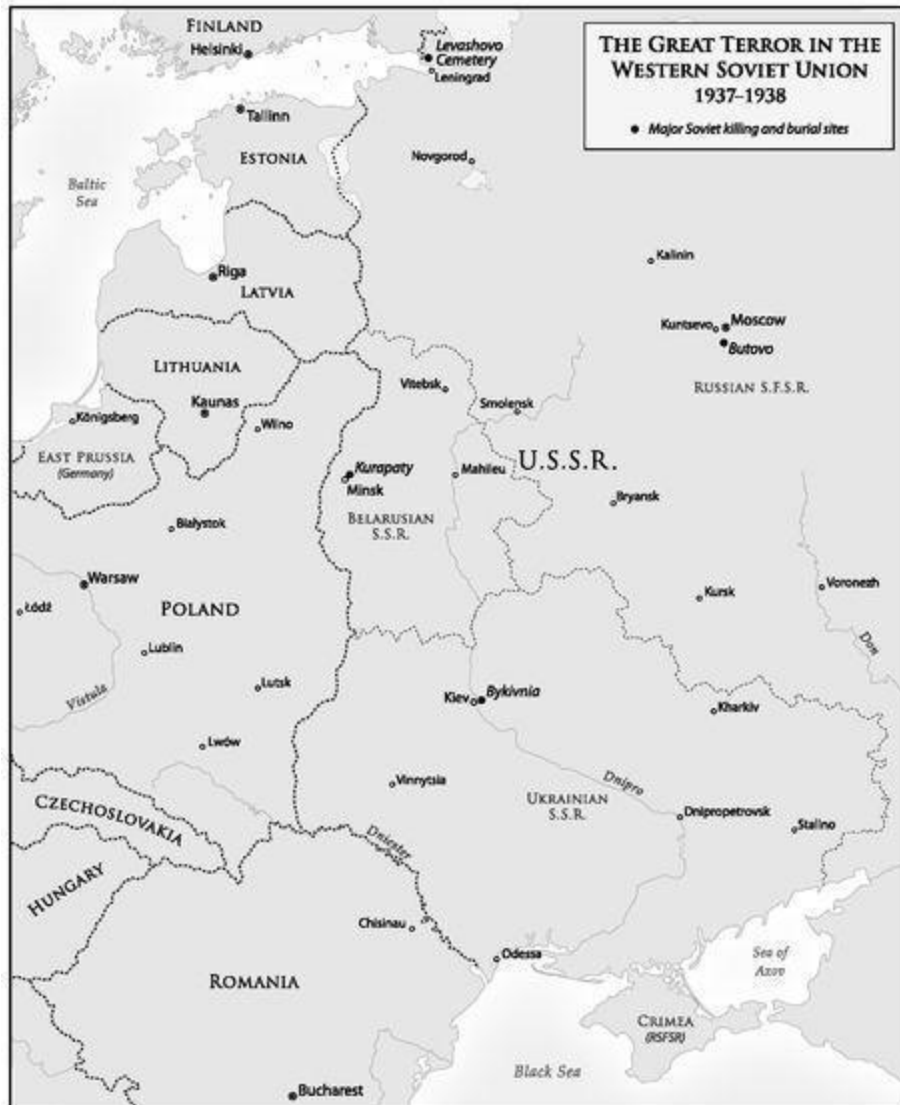 THE GREAT TERROR IN THE
WESTERN SOVIET UNION
1937–1938
Major Soviet killing and burial sites
FINLAND
Helsinki
Levashovo
Cemetery
Leningrad
Tallinn
ESTONIA
Novgorod
Baltic
Sea
Kalinin
Riga
LATVIA
Kuntsevo
Moscow
Butovo
LITHUANIA
Vitebsk
RUSSIAN S.F.S.R.
Kaunas
Smolensk
Königsberg
Wilno
EAST PRUSSIA
(Germany)
U.S.S.R.
Kurapaty
Mahileu
Minsk
Bryansk
BELARUSIAN
S.S.R.
Białystok
Warsaw
Voronezh
Kursk
Łódź
POLAND
Don
Lublin
Lutsk
Vistula
Kiev
Bykivnia
Kharkiv
Lwów
Vinnytsia
Dnipro
UKRAINIAN
S.S.R.
CZECHOSLOVAKIA
Dnipropetrovsk
Stalino
Dniester
HUNGARY
Chisinau
Odessa
Sea of
Azov
ROMANIA
CRIMEA
(RSFSR)
Black Sea
Bucharest